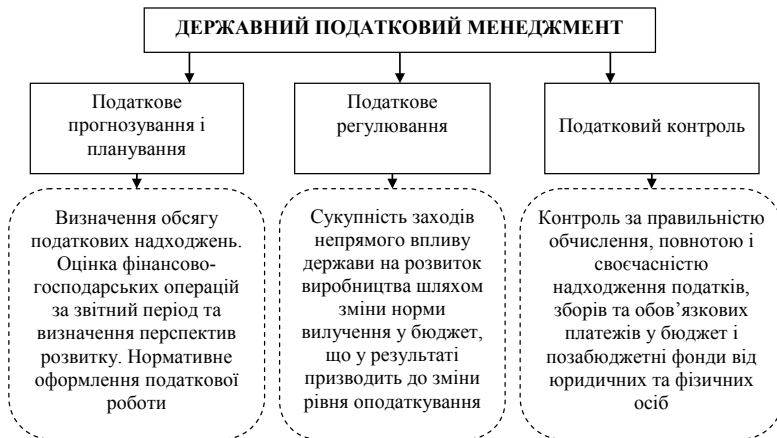 ДЕРЖАВНИЙ ПОДАТКОВИЙ МЕНЕДЖМЕНТ
Податкове
прогнозування і
планування
Податкове
регулювання
Податковий контроль
Визначення обсягу
податкових надходжень.
Оцінка фінансово-
господарських операцій
за звітний період та
визначення перспектив
розвитку. Нормативне
оформлення податкової
роботи
Сукупність заходів
непрямого впливу
держави на розвиток
виробництва шляхом
зміни норми
вилучення у бюджет,
що у результаті
призводить до зміни
рівня оподаткування
Контроль за правильністю
обчислення, повнотою і
своєчасністю
надходження податків,
зборів та обов’язкових
платежів у бюджет і
позабюджетні фонди від
юридичних та фізичних
осіб